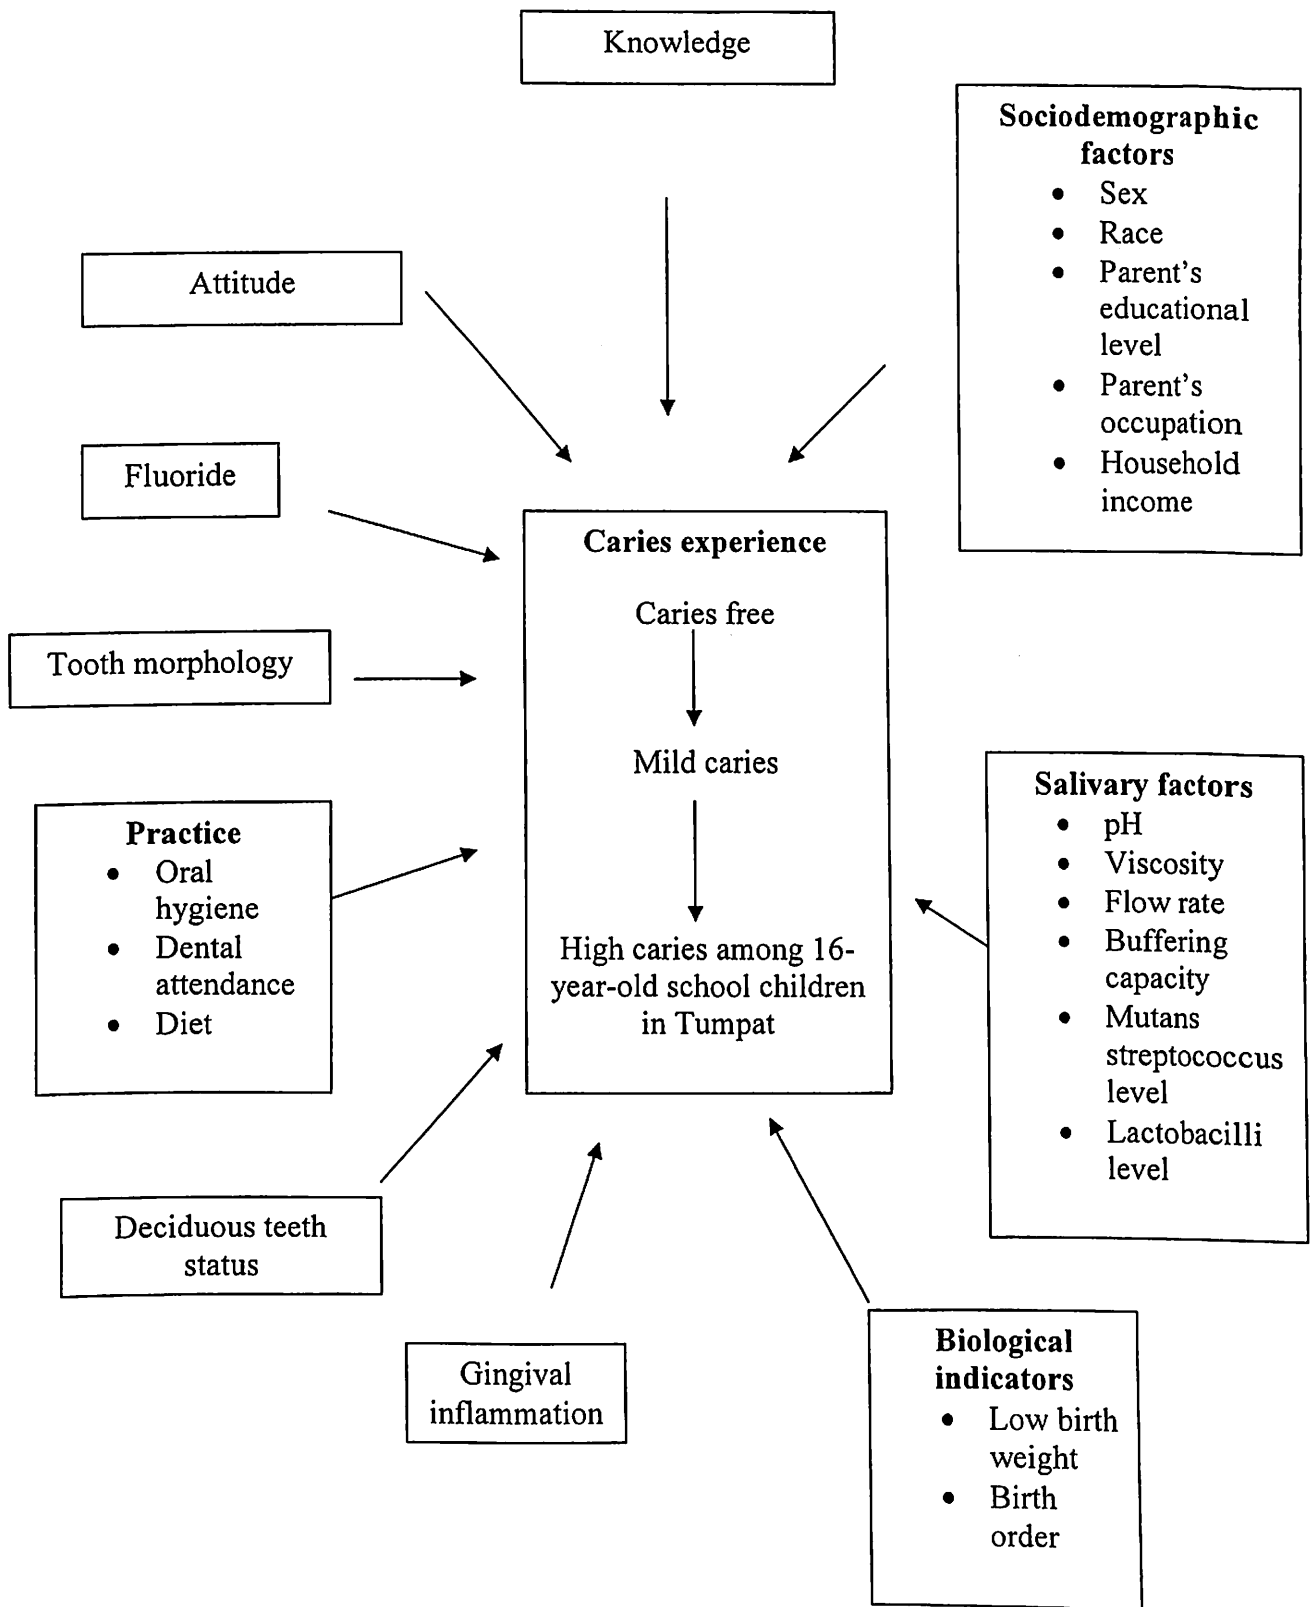 Knowledge
Sociodemographic
factors
• Sex
• Race
• Parent's
educational
level
• Parent's
occupation
• Household
income
Attitude
Fluoride
Tooth morphology
Practice
• Oral
hygiene
• Dental
attendance
• Diet
Caries experience
Caries free
Mild caries
High caries among 16-
year-old school children
in Tumpat
Salivary factors
• pH
• Viscosity
• Flow rate
• Buffering
capacity
• Mutans
streptococcus
level
• Lactobacilli
level
Deciduous teeth
status
Gingival
inflammation
Biological
indicators
• Low birth
weight
• Birth
order